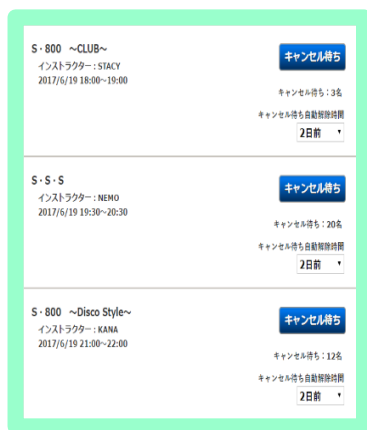 S・800　～CLUB～
キャンセル待ち
インストラクター：STACY
2017/6/19 18:00～19:00
キャンセル待ち：3名
キャンセル待ち自動解除時間
2日前
S・S・S
キャンセル待ち
インストラクター：NEMO
2017/6/19 19:30～20:30
キャンセル待ち：20名
キャンセル待ち自動解除時間
2日前
S・800　～Disco Style～
キャンセル待ち
インストラクター：KANA
2017/6/19 21:00～22:00
キャンセル待ち：12名
キャンセル待ち自動解除時間
2日前